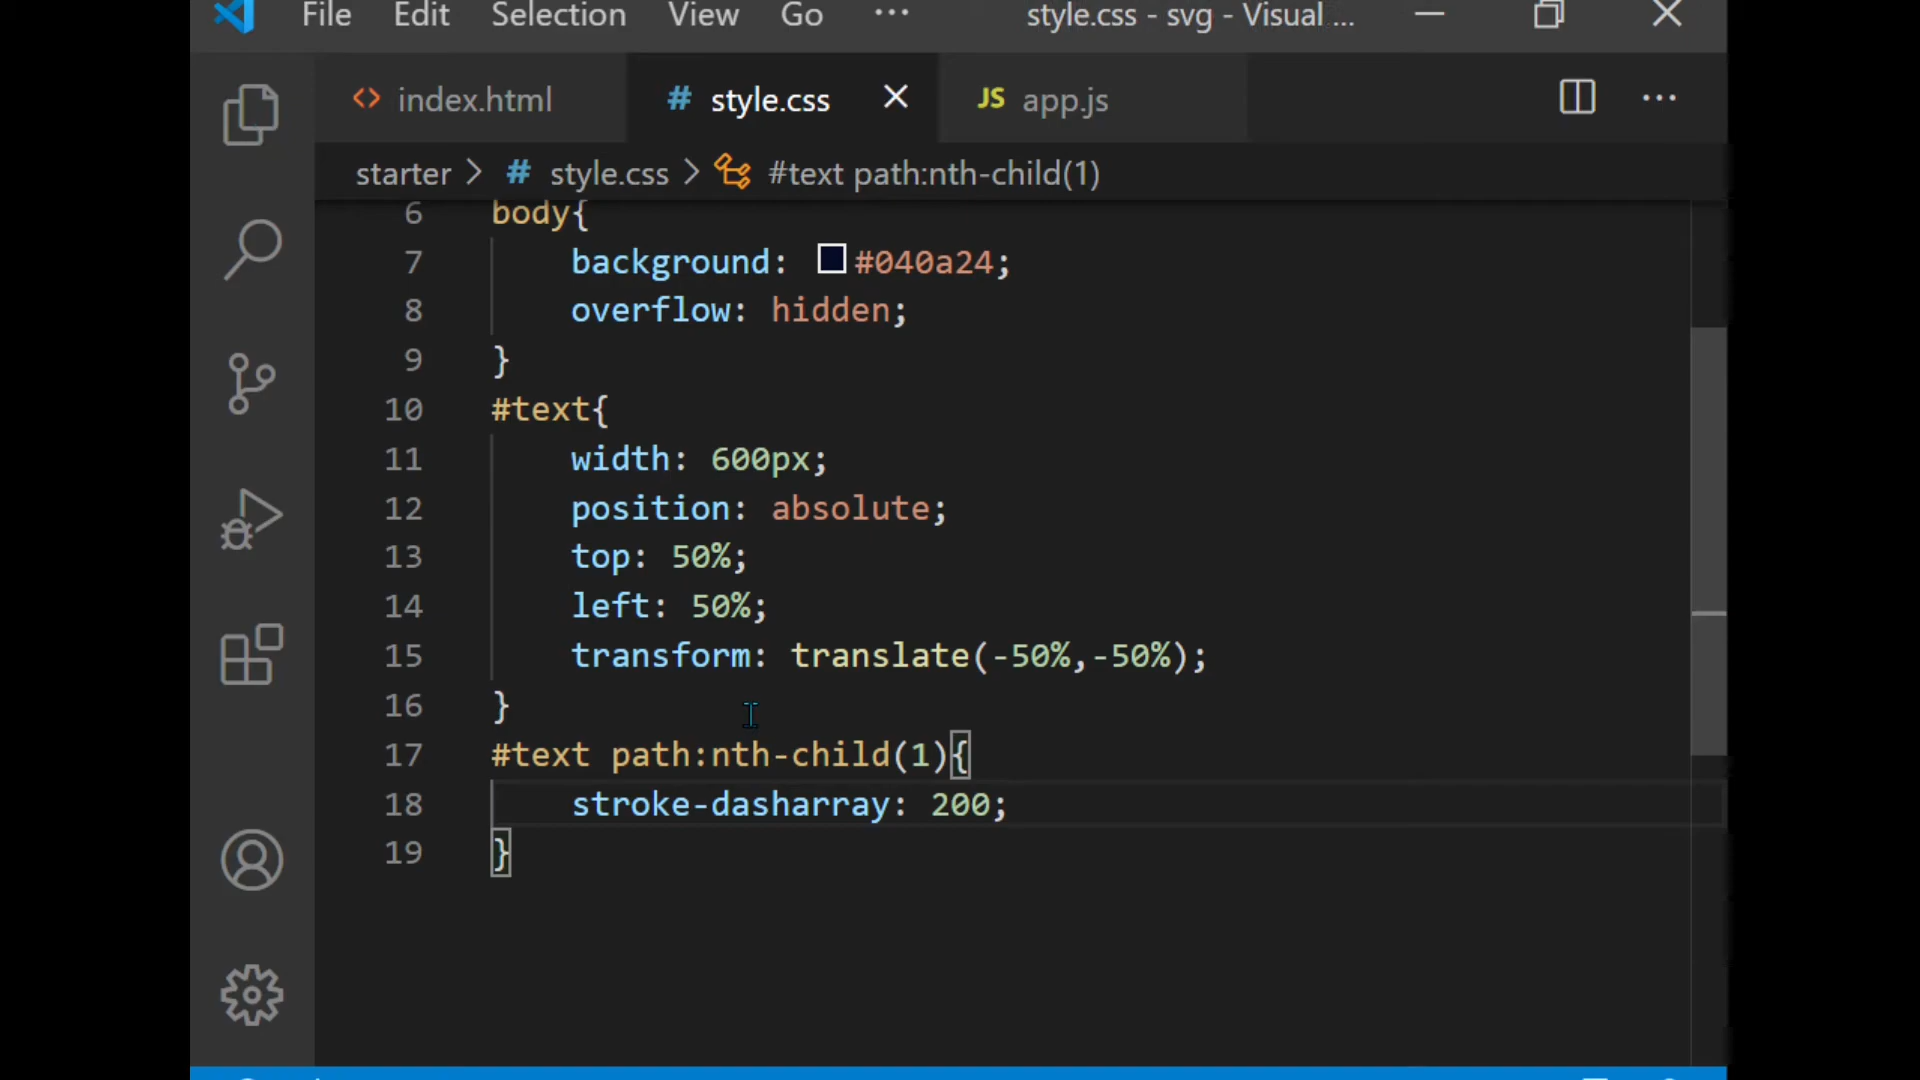 File Edit Selection View Go ··· style.css - svg - Visual ...
index.html # style.css JS app.js ···
starter > # style.css > #text path:nth-child(1)
6 body{
7 background: #040a24;
8 overflow: hidden;
9 }
10 #text{
11 width: 600px;
12 position: absolute;
13 top: 50%;
14 left: 50%;
15 transform: translate(-50%,-50%);
16 }
17 #text path:nth-child(1){
18 stroke-dasharray: 200;
19 }